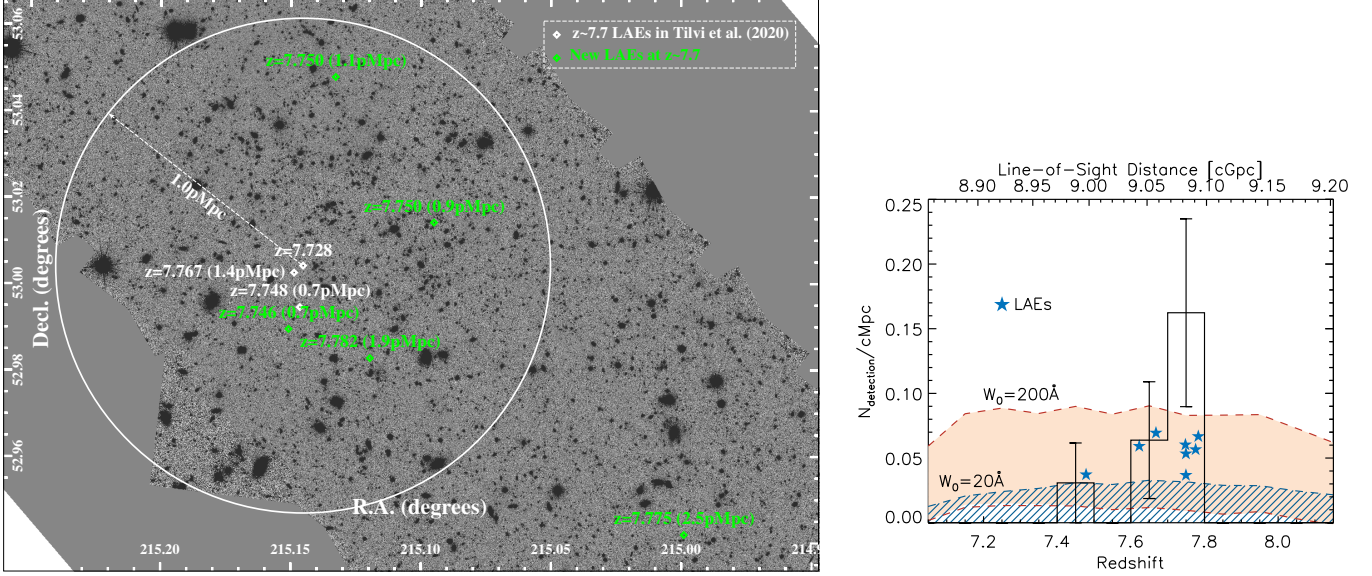 z~7.7 LAEs in Tilvi et al. (2020)
New LAEs at z~7.7
z=7.750 (1.1pMpc)
1.0pMpc
z=7.750 (0.9pMpc)
z=7.728
z=7.767 (1.4pMpc)
z=7.748 (0.7pMpc)
z=7.746 (0.7pMpc)
z=7.782 (1.9pMpc)
z=7.775 (2.5pMpc)
Decl. (degrees)
53.06
53.04
53.02
53.00
52.98
52.96
R.A. (degrees)
215.20 215.15 215.10 215.05 215.00
Line-of-Sight Distance [cGpc]
8.90 8.95 9.00 9.05 9.10 9.15 9.20
0.25
0.20
0.15
0.10
0.05
0.00
N_detection/cMpc
LAEs
W₀=200Å
W₀=20Å
7.2 7.4 7.6 7.8 8.0
Redshift